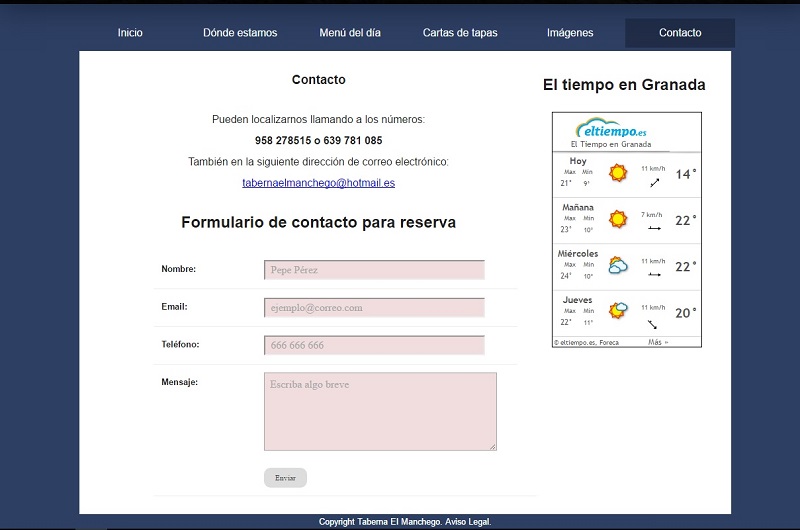 Inicio Dónde estamos Menú del día Cartas de tapas Imágenes Contacto
Contacto
Pueden localizarnos llamando a los números:
958 278515 o 639 781 085
También en la siguiente dirección de correo electrónico:
tabernaelmanchego@hotmail.es
Formulario de contacto para reserva
Nombre: Pepe Pérez
Email: ejemplo@correo.com
Teléfono: 666 666 666
Mensaje: Escriba algo breve
Enviar
El tiempo en Granada
eltiempo.es
El Tiempo en Granada
Hoy
Max Min
21° 9°
11 km/h
14°
Mañana
Max Min
23° 10°
7 km/h
22°
Miércoles
Max Min
24° 10°
11 km/h
22°
Jueves
Max Min
22° 11°
11 km/h
20°
© eltiempo.es, Foreca Más »
Copyright Taberna El Manchego. Aviso Legal.